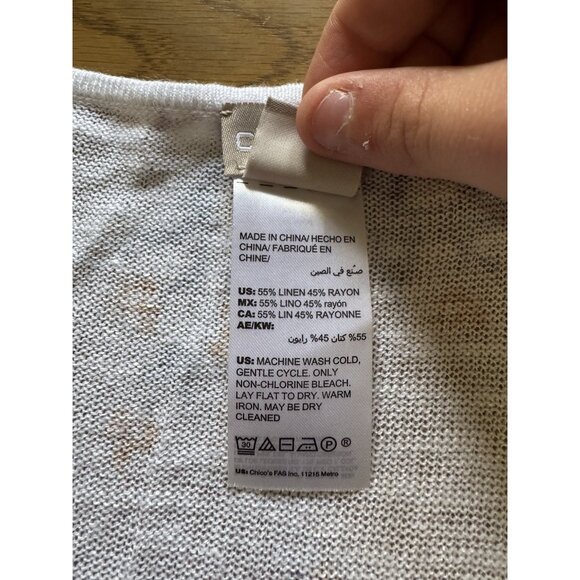 MADE IN CHINA/ HECHO EN
CHINA/ FABRIQUÉ EN
CHINE/
صنّع في الصين
US: 55% LINEN 45% RAYON
MX: 55% LINO 45% rayón
CA: 55% LIN 45% RAYONNE
AE/KW:
55% كتان 45% رايون
US: MACHINE WASH COLD,
GENTLE CYCLE. ONLY
NON-CHLORINE BLEACH.
LAY FLAT TO DRY. WARM
IRON. MAY BE DRY
CLEANED
30 P ®
US: Chico's FAS Inc. 11215 Metro